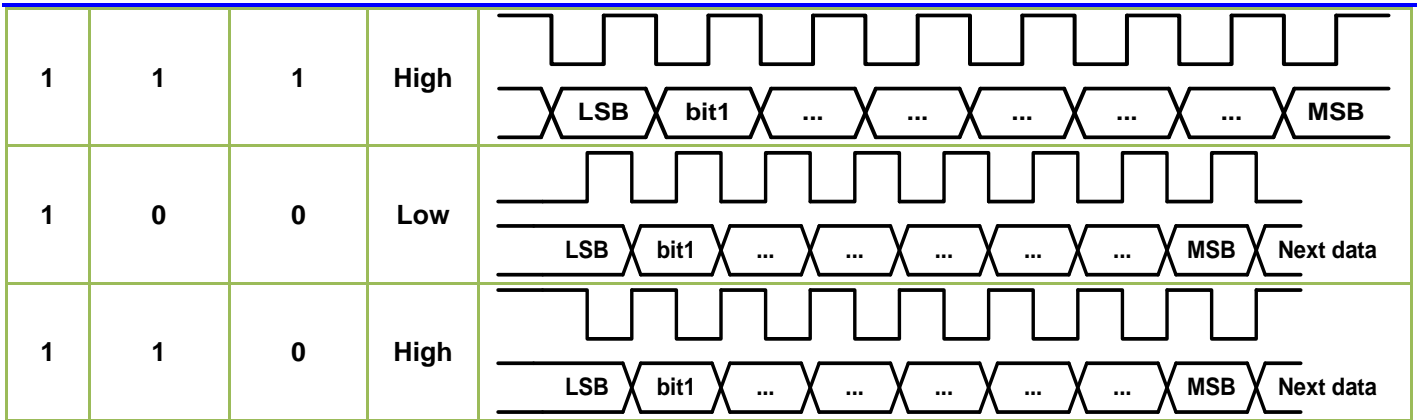 1 1 1 High LSB bit1 ... ... ... ... ... MSB
1 0 0 Low LSB bit1 ... ... ... ... ... MSB Next data
1 1 0 High LSB bit1 ... ... ... ... ... MSB Next data